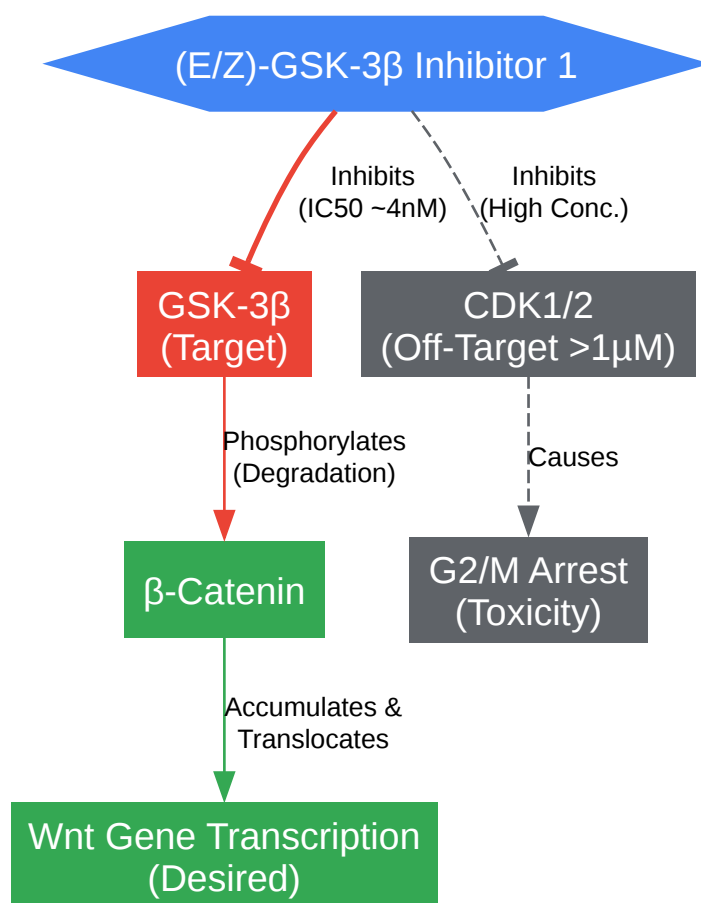 (E/Z)-GSK-3β Inhibitor 1
Inhibits
(IC50 ~4nM)
Inhibits
(High Conc.)
GSK-3β
(Target)
CDK1/2
(Off-Target >1µM)
Phosphorylates
(Degradation)
Causes
β-Catenin
G2/M Arrest
(Toxicity)
Accumulates &
Translocates
Wnt Gene Transcription
(Desired)